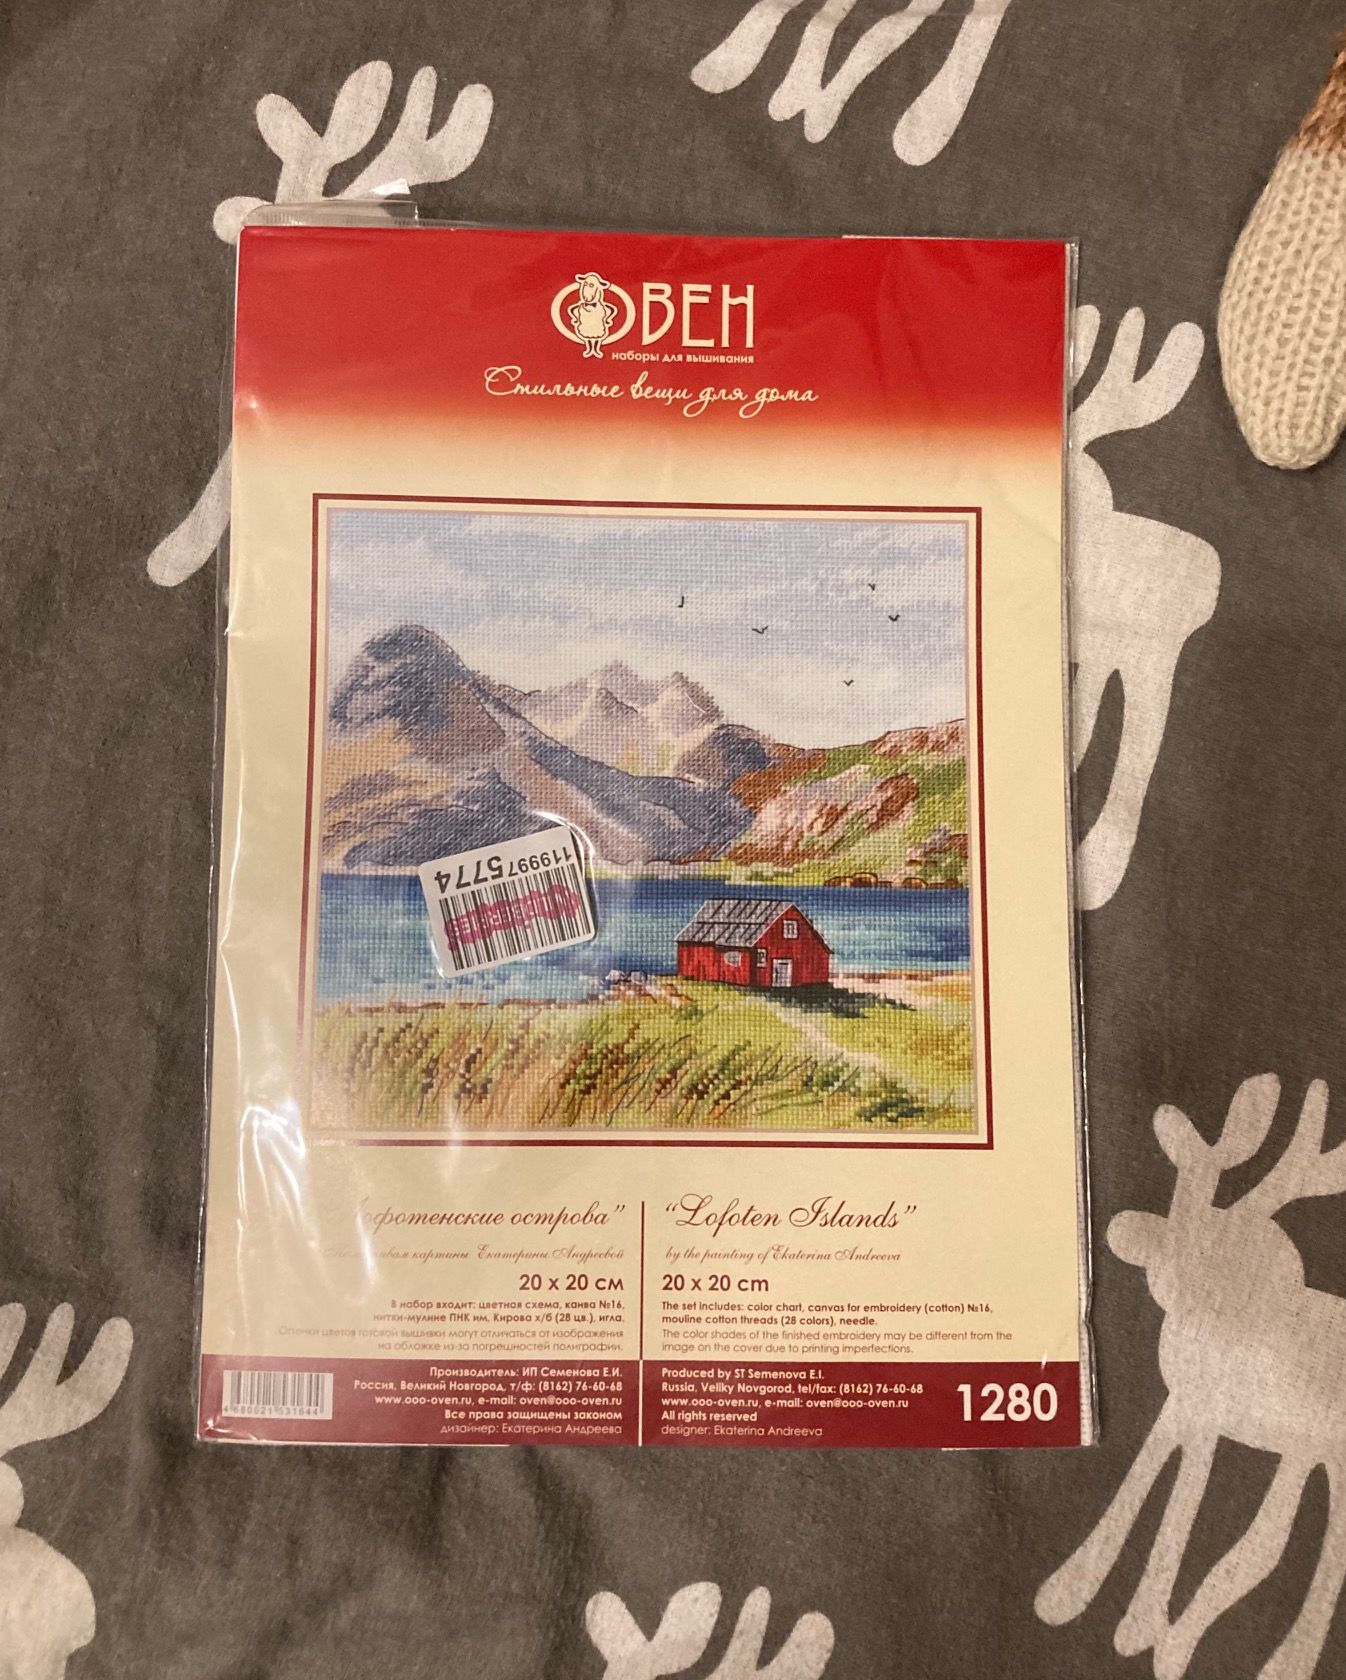 ОВЕН
наборы для вышивания
Стильные вещи для дома
1199975774
острова"
картины Екатерины Андреевой
20 х 20 см
В набор входит: цветная схема, канва №16,
нитки-мулине ПНК им. Кирова х/б (28 цв.), игла.
Оттенки цветов готовой вышивки могут отличаться от изображения
на обложке из-за погрешностей полиграфии.
"Lofoten Islands"
by the painting of Ekaterina Andreeva
20 x 20 cm
The set includes: color chart, canvas for embroidery (cotton) №16,
mouline cotton threads (28 colors), needle.
The color shades of the finished embroidery may be different from the
image on the cover due to printing imperfections.
4680021531644
Производитель: ИП Семенова Е.И.
Россия, Великий Новгород, т/ф: (8162) 76-60-68
www.ooo-oven.ru, e-mail: oven@ooo-oven.ru
Все права защищены законом
дизайнер: Екатерина Андреева
Produced by ST Semenova E.I.
Russia, Veliky Novgorod, tel/fax: (8162) 76-60-68
www.ooo-oven.ru, e-mail: oven@ooo-oven.ru
All rights reserved
designer: Ekaterina Andreeva
1280